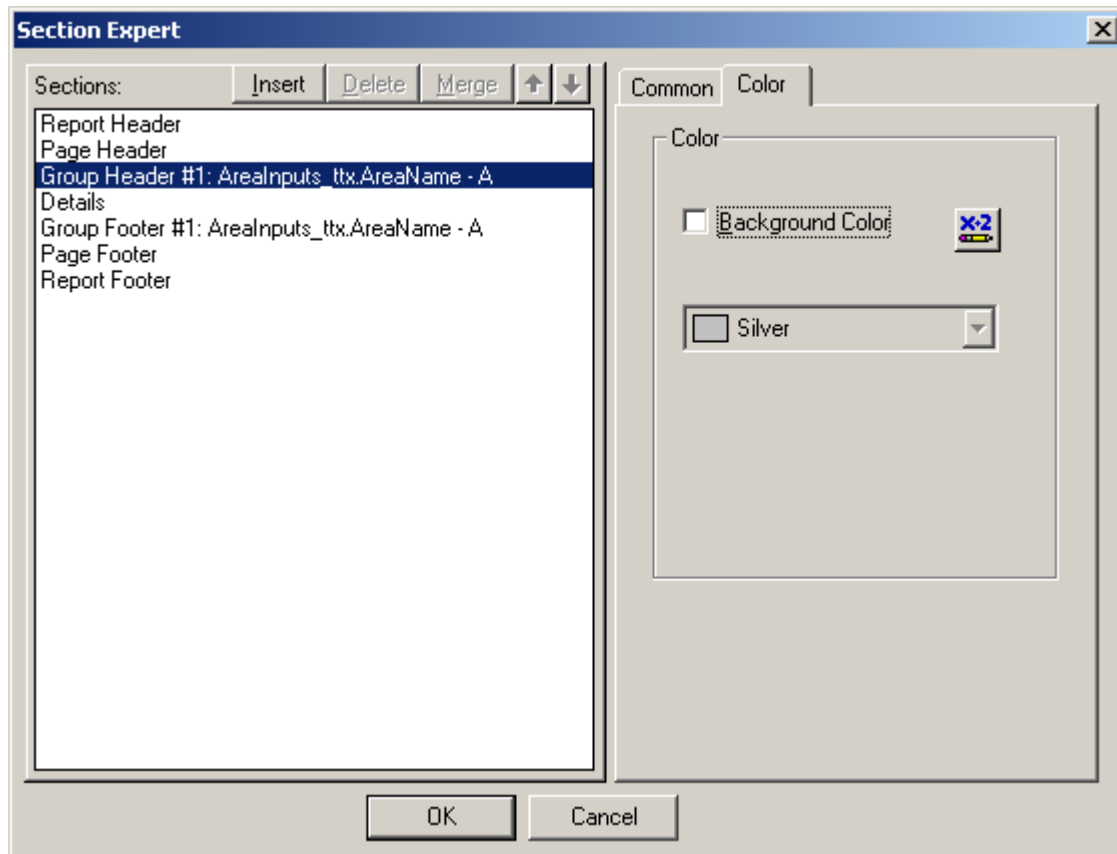 Section Expert
Sections: Insert Delete Merge
Report Header
Page Header
Group Header #1: AreaInputs_ttx.AreaName - A
Details
Group Footer #1: AreaInputs_ttx.AreaName - A
Page Footer
Report Footer
Common Color
Color
Background Color
X+2
Silver
OK Cancel